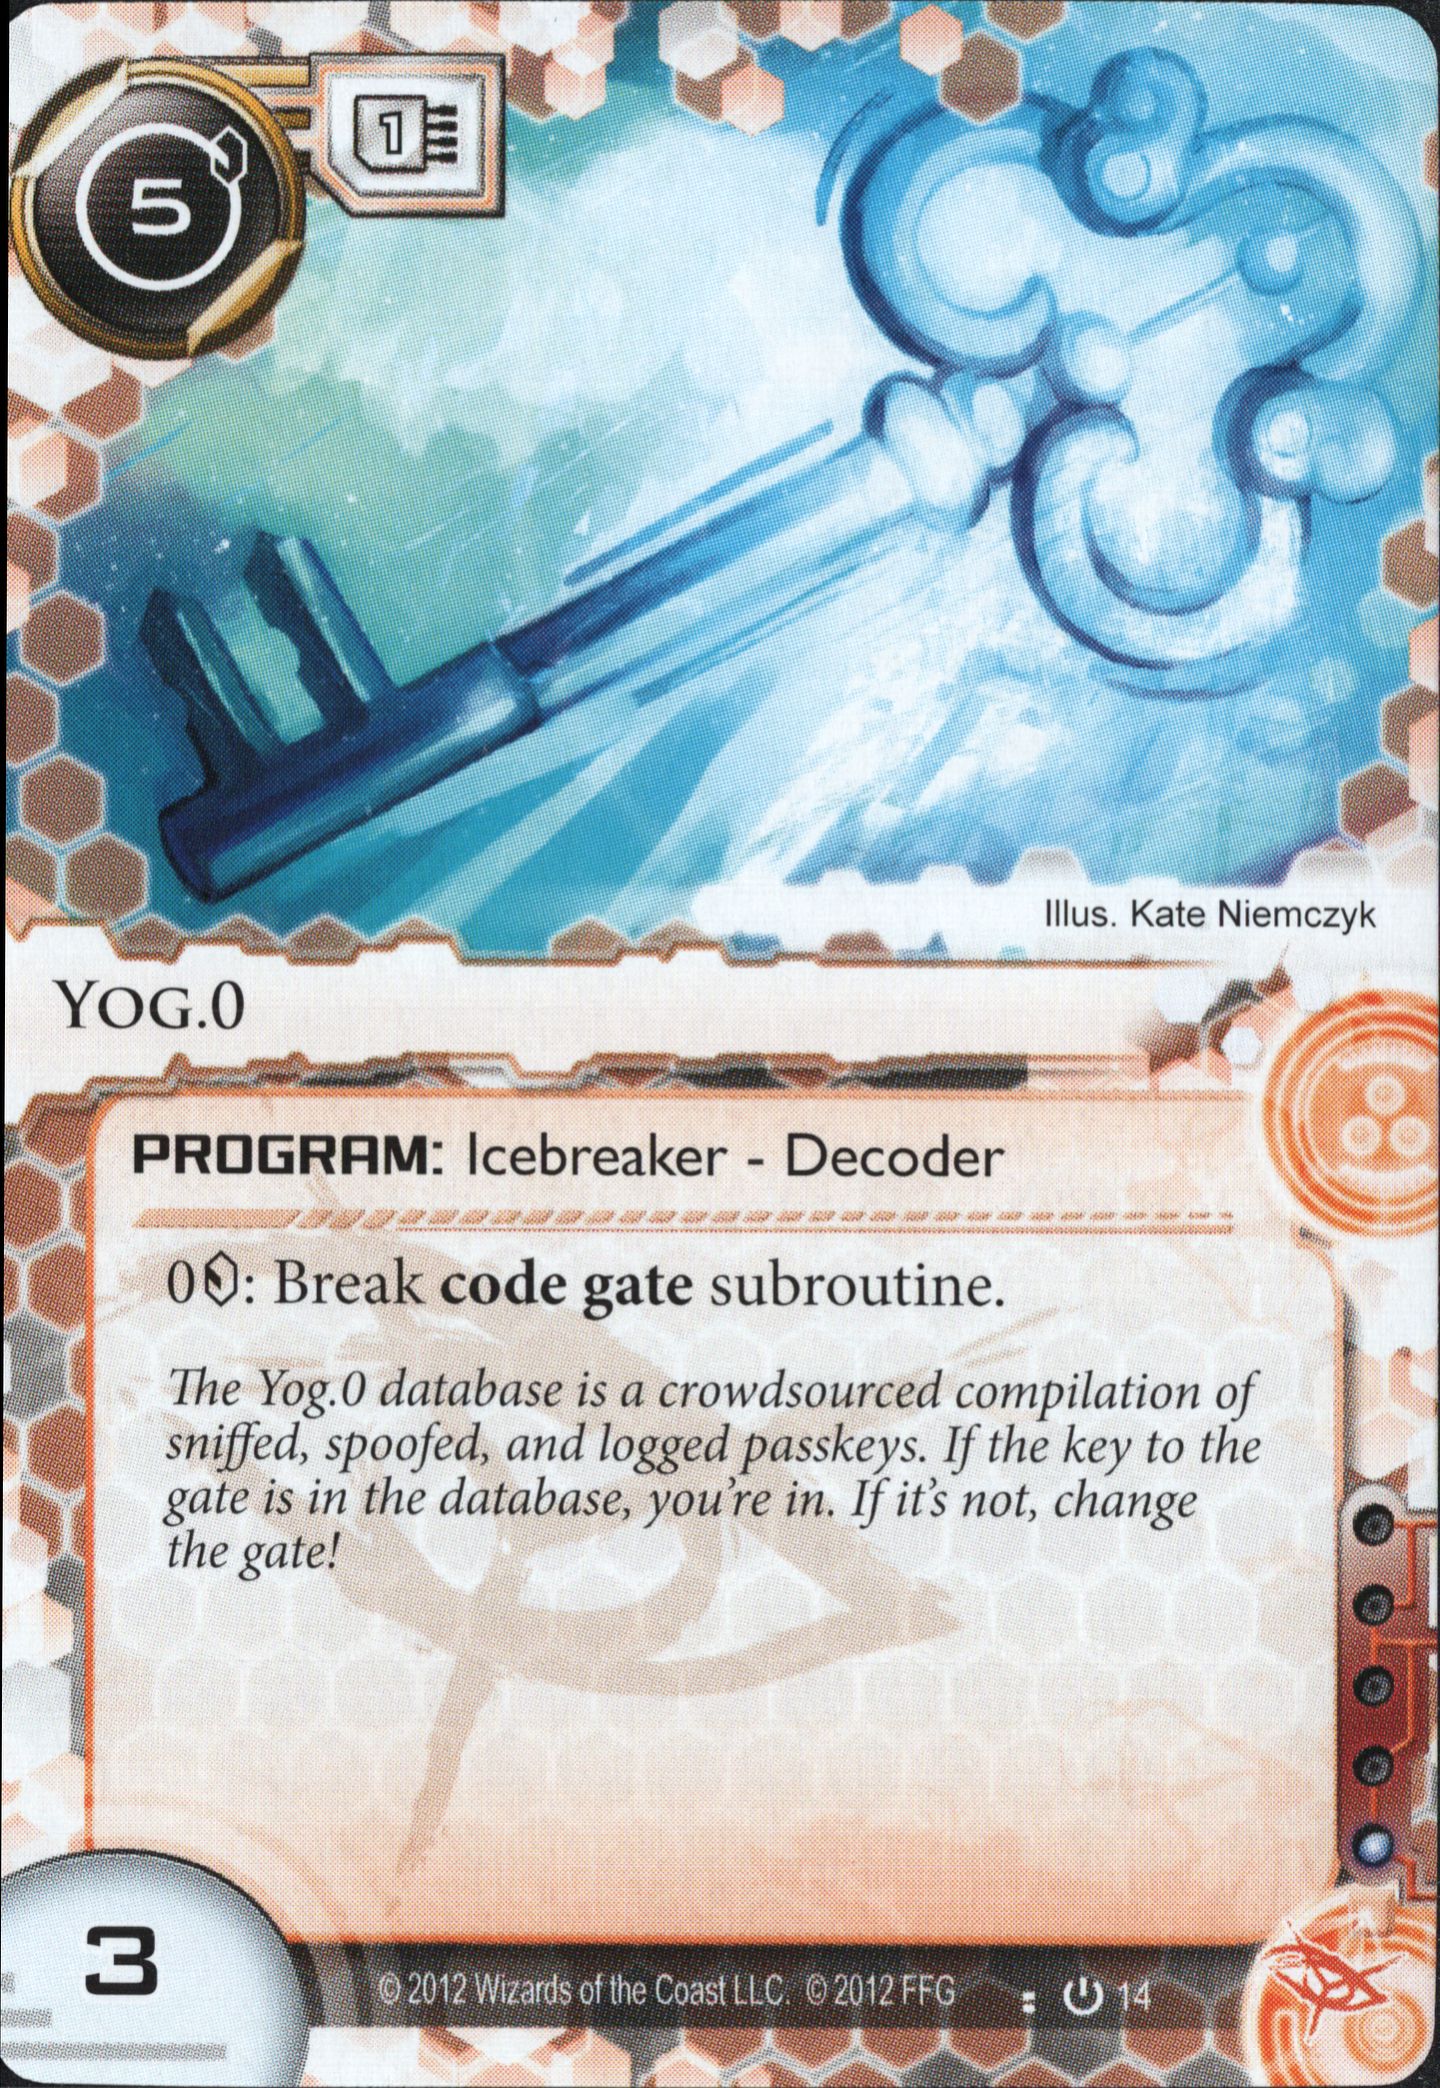 5
1
Illus. Kate Niemczyk
YOG.0
PROGRAM: Icebreaker - Decoder
0: Break code gate subroutine.
The Yog.0 database is a crowdsourced compilation of
sniffed, spoofed, and logged passkeys. If the key to the
gate is in the database, you're in. If it's not, change
the gate!
3
© 2012 Wizards of the Coast LLC. © 2012 FFG
14